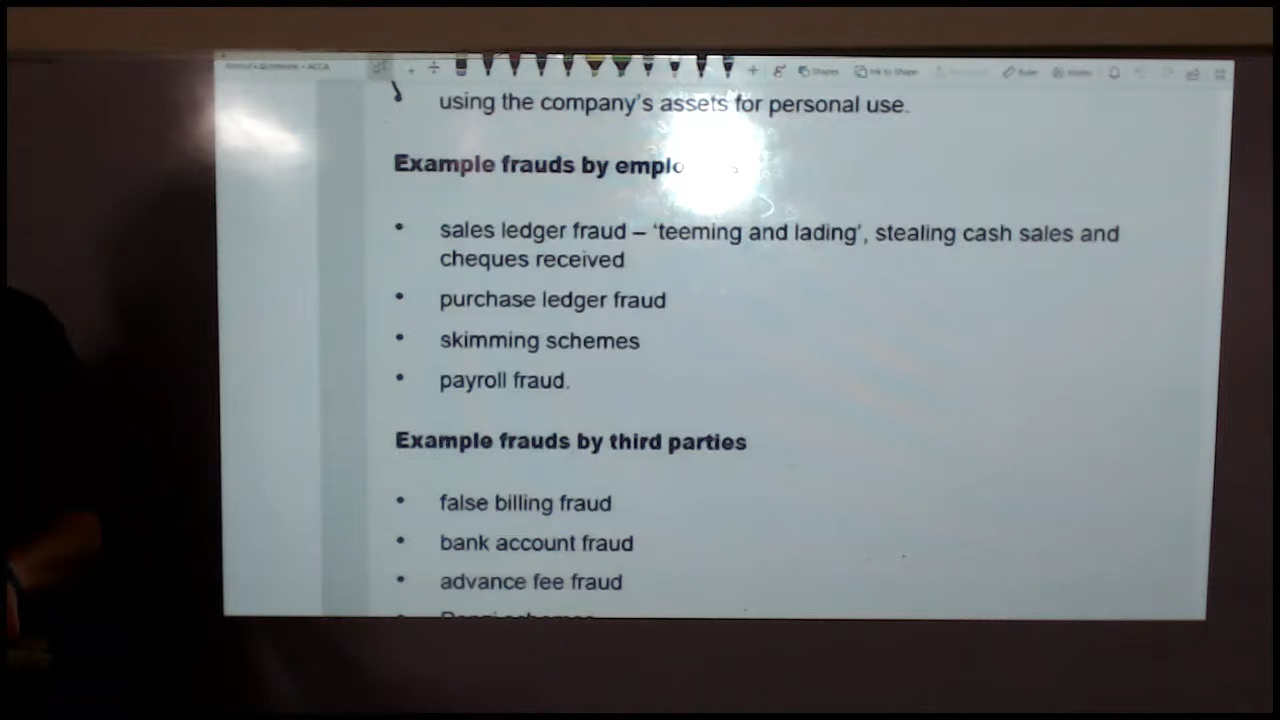 using the company's assets for personal use.
Example frauds by
• sales ledger fraud – ‘teeming and lading’, stealing cash sales and
cheques received
• purchase ledger fraud
• skimming schemes
• payroll fraud.
Example frauds by third parties
• false billing fraud
• bank account fraud
• advance fee fraud